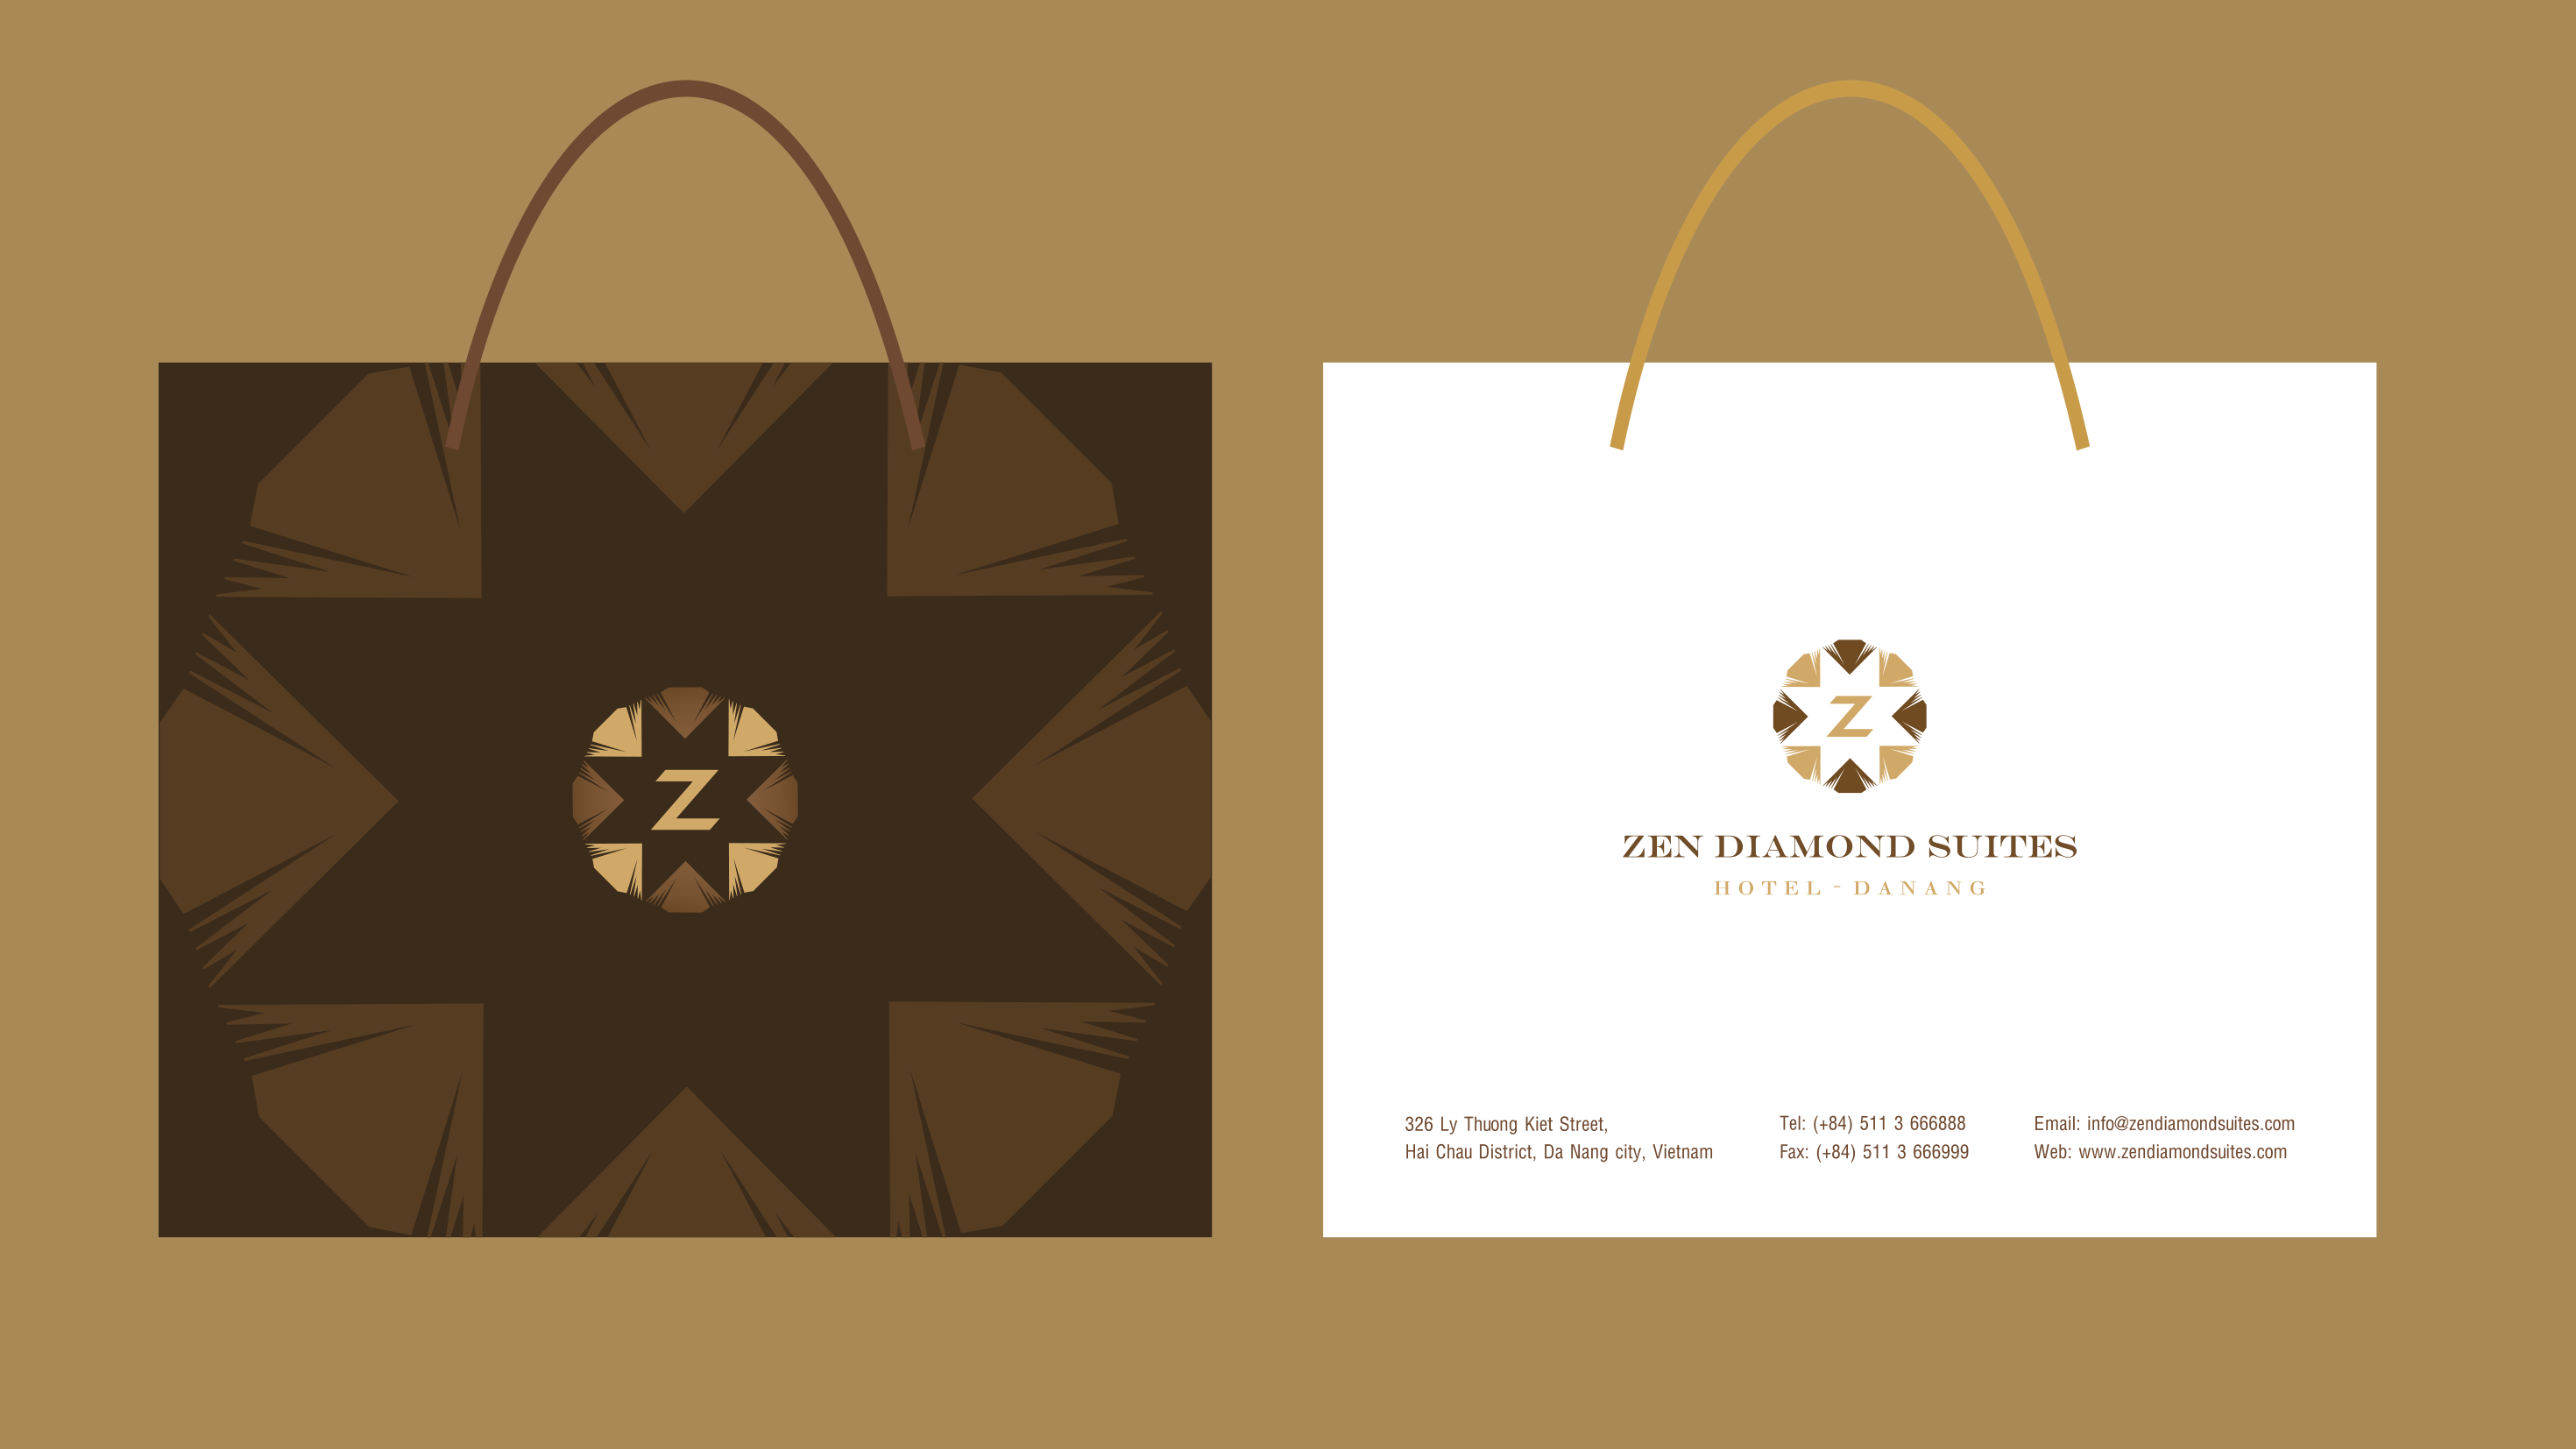 Z
Z
ZEN DIAMOND SUITES
HOTEL - DANANG
326 Ly Thuong Kiet Street,
Hai Chau District, Da Nang city, Vietnam
Tel: (+84) 511 3 666888
Fax: (+84) 511 3 666999
Email: info@zendiamondsuites.com
Web: www.zendiamondsuites.com